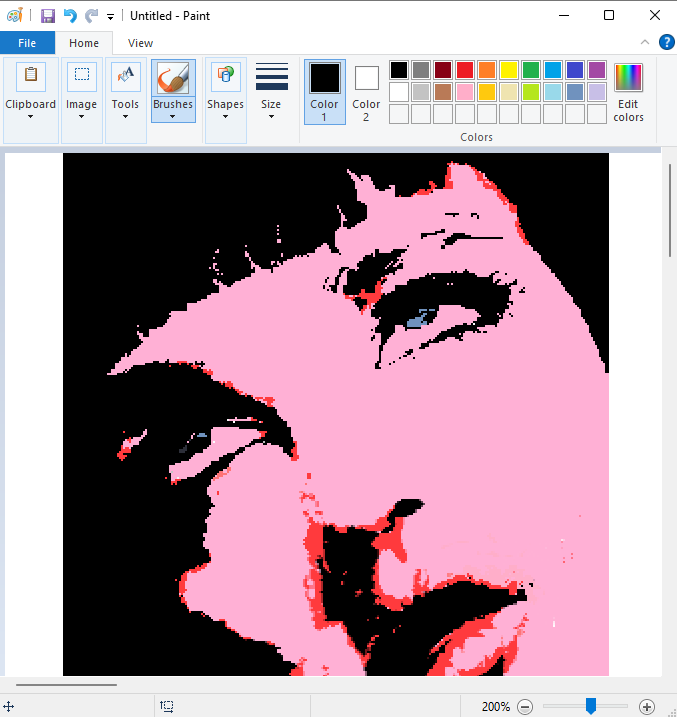 Untitled - Paint
File Home View
Clipboard Image Tools Brushes Shapes Size Color 1 Color 2 Edit colors
Colors
200%